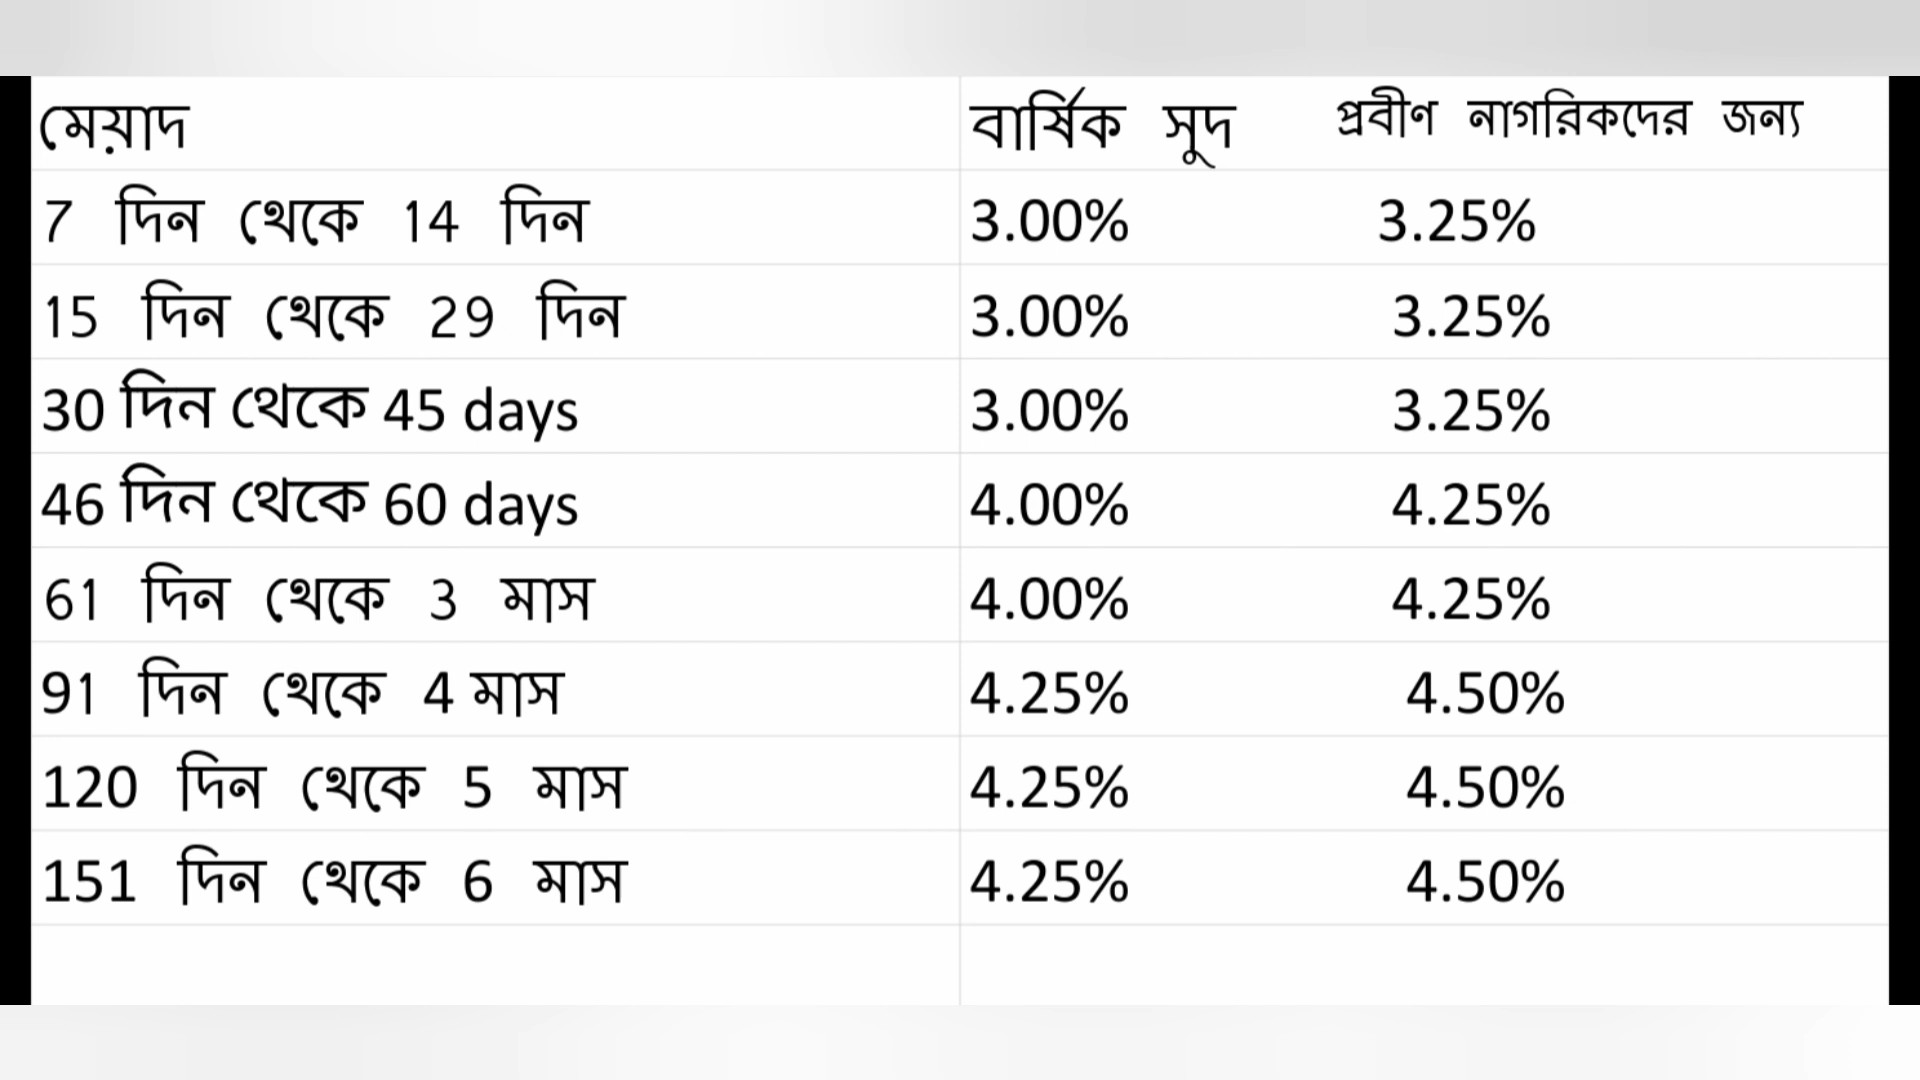 মেয়াদ বার্ষিক সুদ প্রবীণ নাগরিকদের জন্য
7 দিন থেকে 14 দিন 3.00% 3.25%
15 দিন থেকে 29 দিন 3.00% 3.25%
30 দিন থেকে 45 days 3.00% 3.25%
46 দিন থেকে 60 days 4.00% 4.25%
61 দিন থেকে 3 মাস 4.00% 4.25%
91 দিন থেকে 4 মাস 4.25% 4.50%
120 দিন থেকে 5 মাস 4.25% 4.50%
151 দিন থেকে 6 মাস 4.25% 4.50%